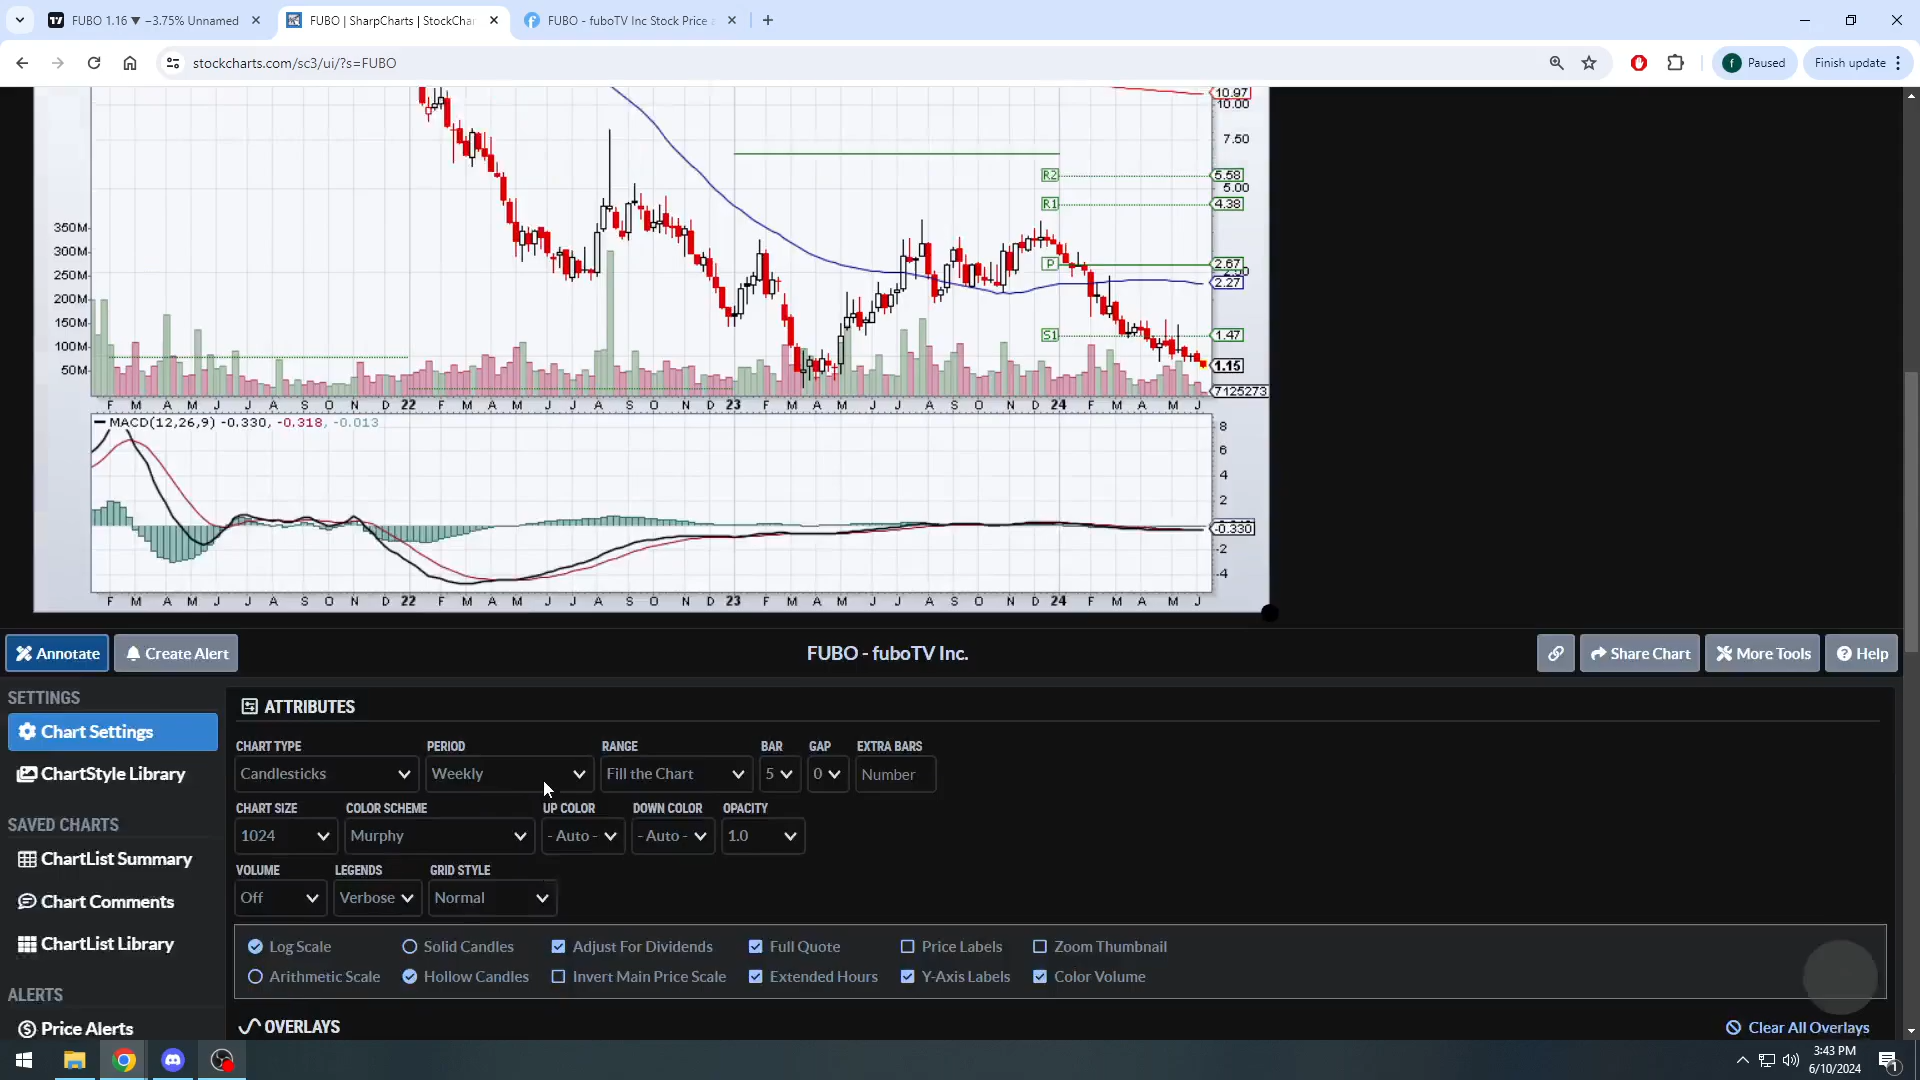 FUBO 1.16 ▼ −3.75% Unnamed
FUBO | SharpCharts | StockChar
FUBO - fuboTV Inc Stock Price
stockcharts.com/sc3/ui/?s=FUBO
f Paused
Finish update
10.97
10.00
7.50
R2 5.58
5.00
R1 4.38
350M
300M
P 2.67
250M
2.27
200M
150M
S1 1.47
100M
1.15
50M
7125273
F M A M J J A S O N D 22 F M A M J J A S O N D 23 F M A M J J A S O N D 24 F M A M J
MACD(12,26,9) -0.330, -0.318, -0.013
8
6
4
2
-0.330
-2
-4
F M A M J J A S O N D 22 F M A M J J A S O N D 23 F M A M J J A S O N D 24 F M A M J
Annotate
Create Alert
FUBO - fuboTV Inc.
Share Chart
More Tools
Help
SETTINGS
Chart Settings
ChartStyle Library
SAVED CHARTS
ChartList Summary
Chart Comments
ChartList Library
ALERTS
Price Alerts
ATTRIBUTES
CHART TYPE PERIOD RANGE BAR GAP EXTRA BARS
Candlesticks Weekly Fill the Chart 5 0 Number
CHART SIZE COLOR SCHEME UP COLOR DOWN COLOR OPACITY
1024 Murphy - Auto - - Auto - 1.0
VOLUME LEGENDS GRID STYLE
Off Verbose Normal
Log Scale Solid Candles Adjust For Dividends Full Quote Price Labels Zoom Thumbnail
Arithmetic Scale Hollow Candles Invert Main Price Scale Extended Hours Y-Axis Labels Color Volume
OVERLAYS
Clear All Overlays
3:43 PM
6/10/2024
1